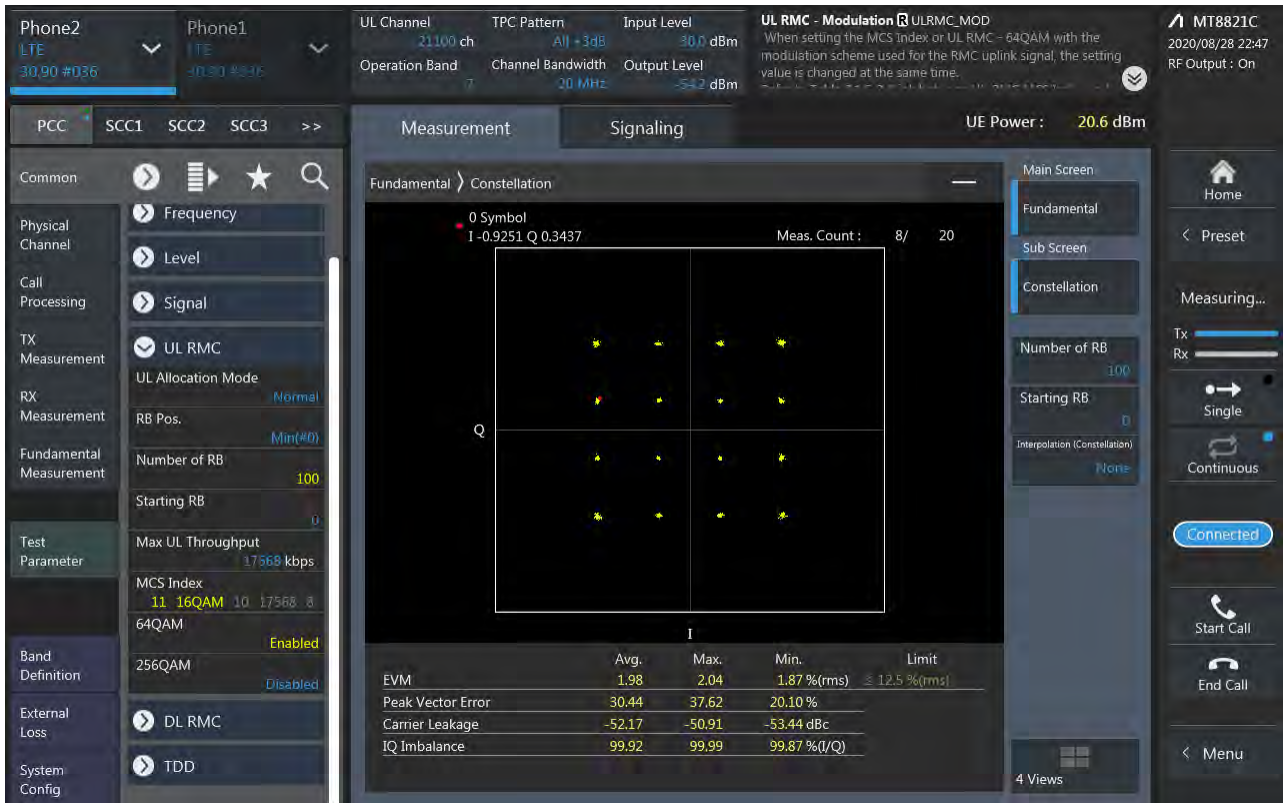 Phone2
LTE
30.90 #036
Phone1
LTE
30.90 #036
UL Channel
21100 ch
Operation Band
7
TPC Pattern
All +3dB
Channel Bandwidth
20 MHz
Input Level
30.0 dBm
Output Level
-54.2 dBm
UL RMC - Modulation R ULRMC_MOD
When setting the MCS Index or UL RMC - 64QAM with the
modulation scheme used for the RMC uplink signal, the setting
value is changed at the same time.
MT8821C
2020/08/28 22:47
RF Output : On
PCC SCC1 SCC2 SCC3 >>
Measurement
Signaling
UE Power : 20.6 dBm
Common
Physical
Channel
Call
Processing
TX
Measurement
RX
Measurement
Fundamental
Measurement
Test
Parameter
Band
Definition
External
Loss
System
Config
Frequency
Level
Signal
UL RMC
UL Allocation Mode
Normal
RB Pos.
Min(#0)
Number of RB
100
Starting RB
0
Max UL Throughput
17568 kbps
MCS Index
11 16QAM 10 17568 8
64QAM
Enabled
256QAM
Disabled
DL RMC
TDD
Fundamental 〉 Constellation
0 Symbol
I -0.9251 Q 0.3437
Meas. Count : 8/ 20
Q
I
Avg. Max. Min. Limit
EVM 1.98 2.04 1.87 %(rms) ≤ 12.5 %(rms)
Peak Vector Error 30.44 37.62 20.10 %
Carrier Leakage -52.17 -50.91 -53.44 dBc
IQ Imbalance 99.92 99.99 99.87 %(I/Q)
Main Screen
Fundamental
Sub Screen
Constellation
Number of RB
100
Starting RB
0
Interpolation (Constellation)
None
4 Views
Home
< Preset
Measuring...
Tx
Rx
Single
Continuous
Connected
Start Call
End Call
< Menu